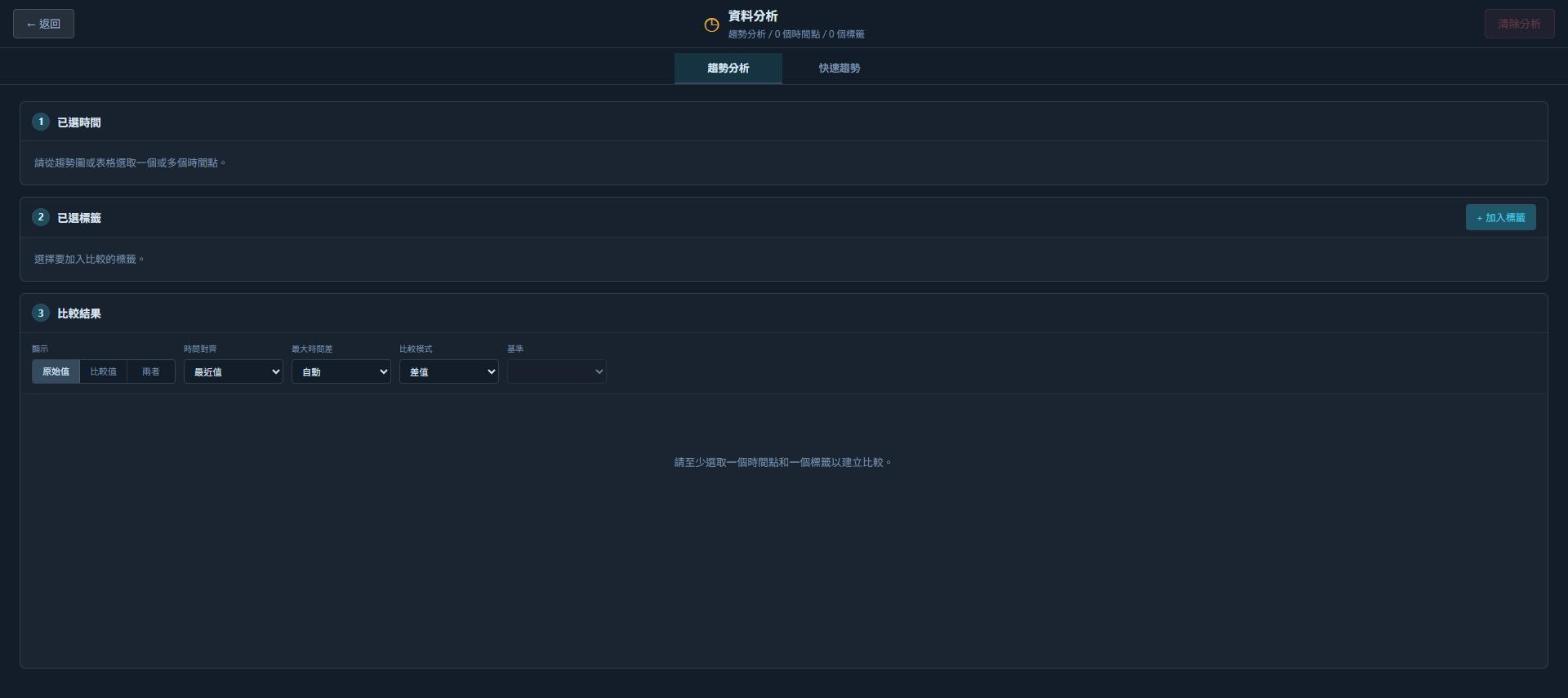 ← 返回
資料分析
趨勢分析 / 0 個時間點 / 0 個標籤
清除分析
趨勢分析
快速趨勢
1 已選時間
請從趨勢圖或表格選取一個或多個時間點。
2 已選標籤
+ 加入標籤
選擇要加入比較的標籤。
3 比較結果
顯示 時間對齊 最大時間差 比較模式 基準
原始值 比較值 兩者 最近值 自動 差值
請至少選取一個時間點和一個標籤以建立比較。